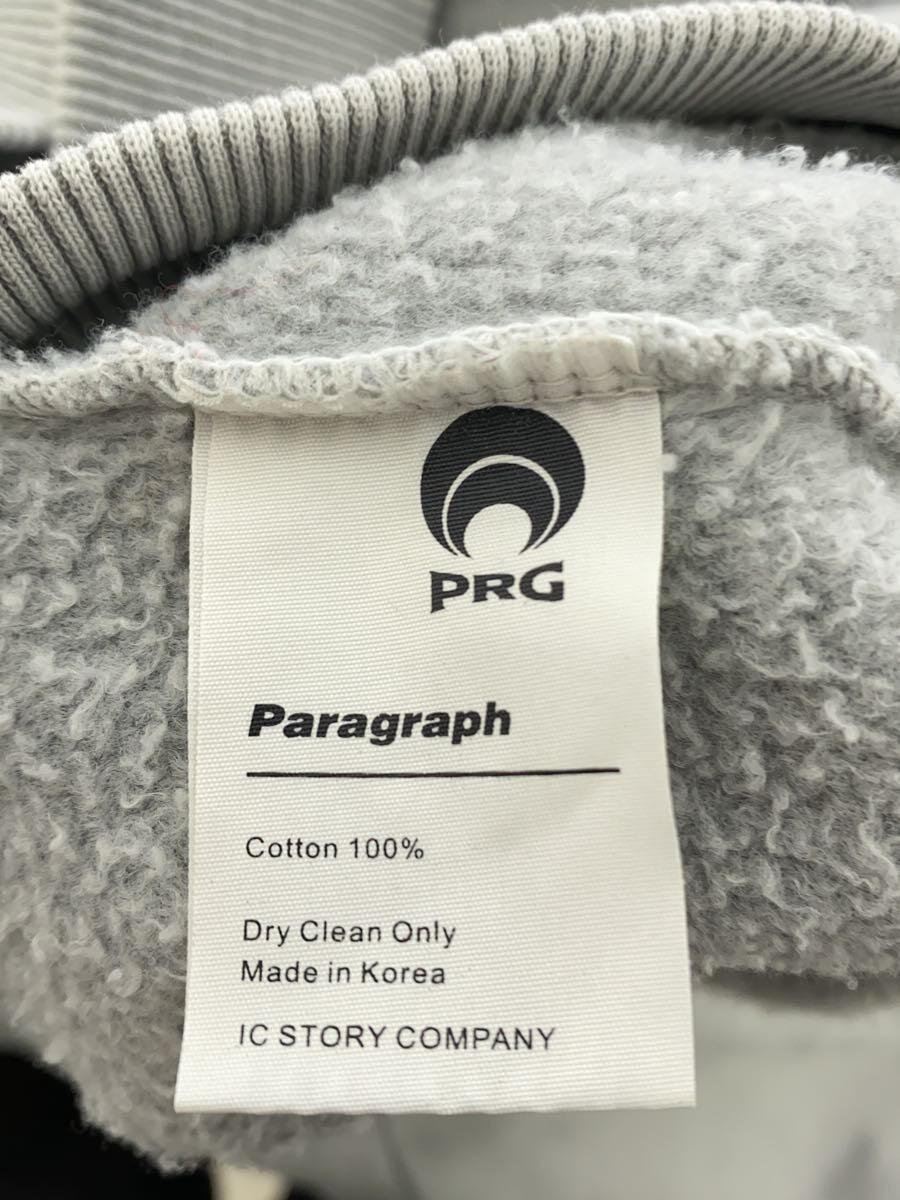 PRG
Paragraph
Cotton 100%
Dry Clean Only
Made in Korea
IC STORY COMPANY